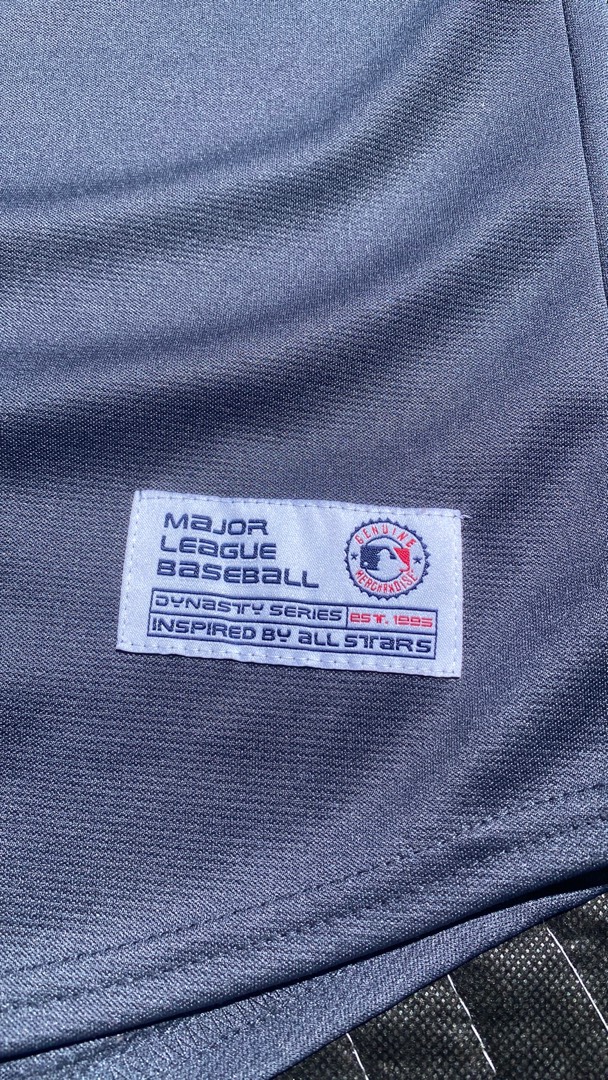 Major
League
Baseball
GENUINE
MERCHANDISE
Dynasty Series est. 1995
Inspired by all stars